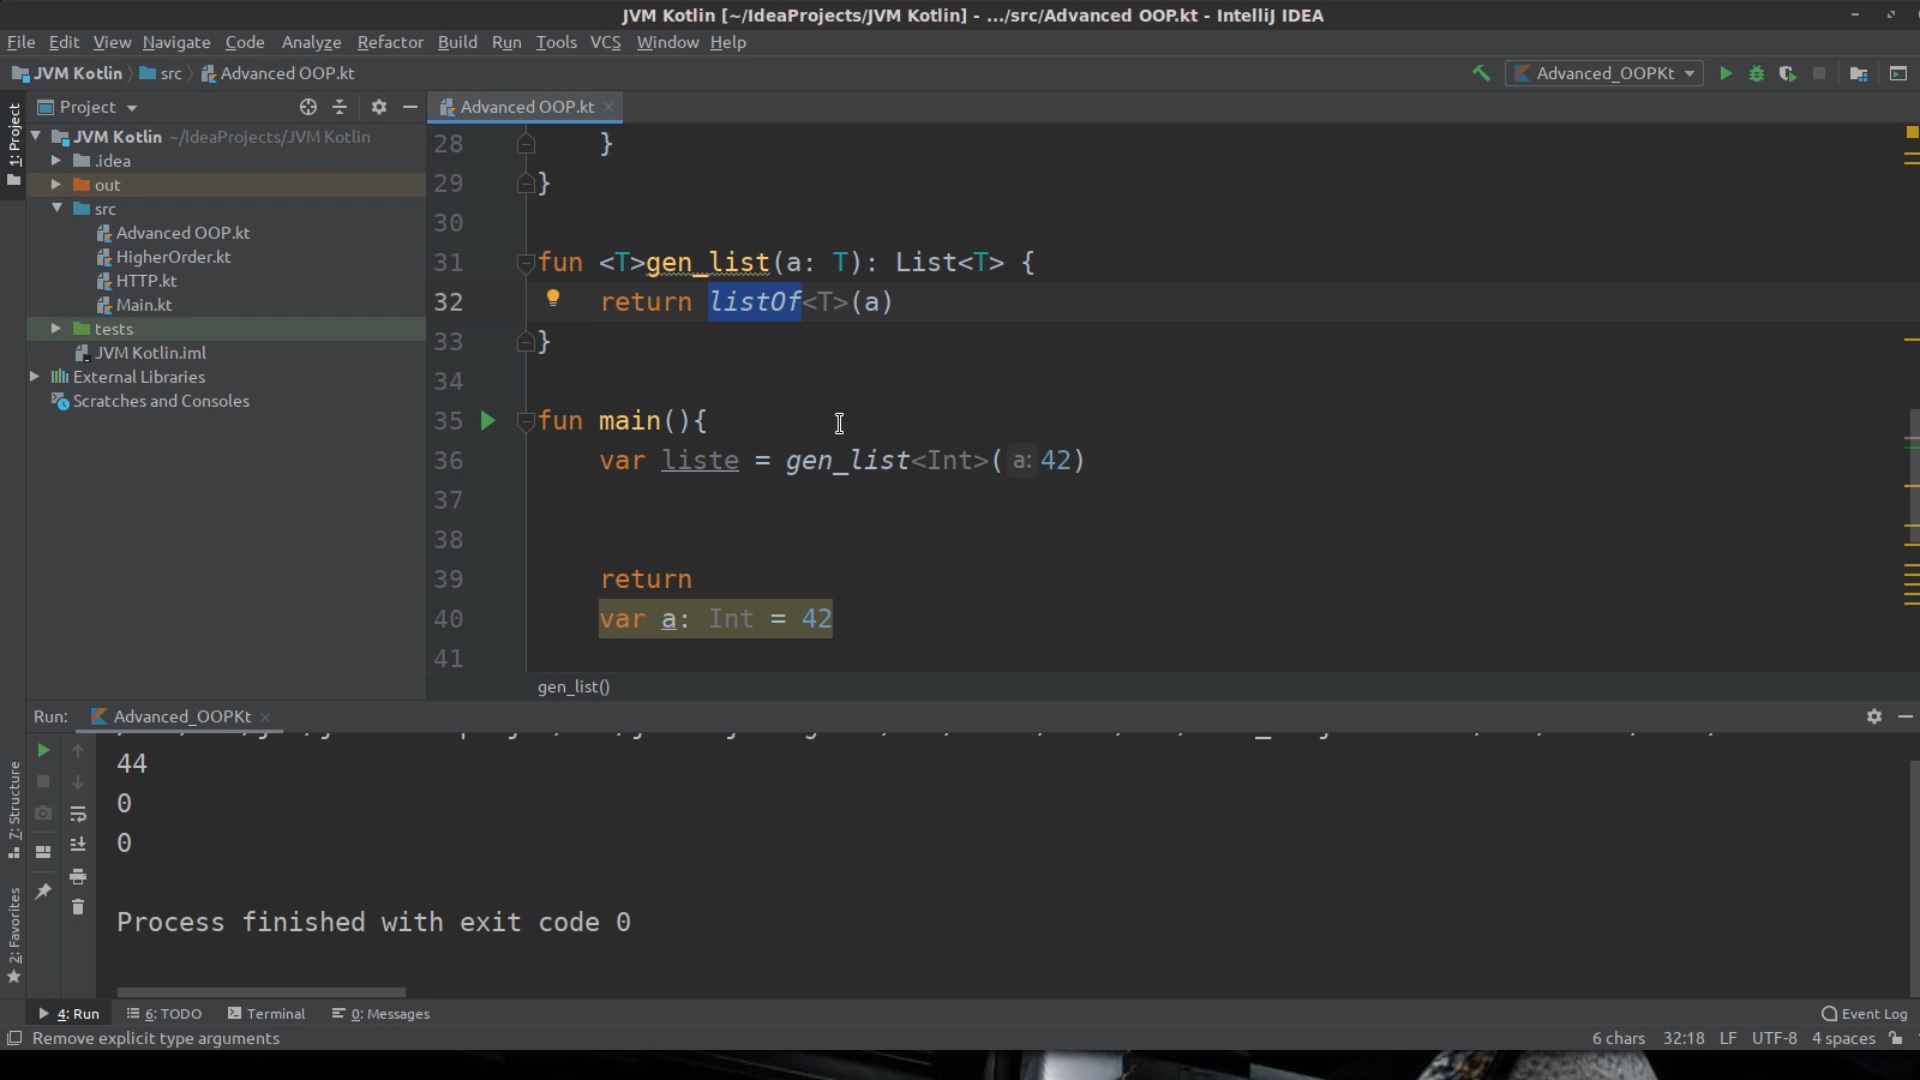 JVM Kotlin [~/IdeaProjects/JVM Kotlin] - .../src/Advanced OOP.kt - IntelliJ IDEA
File Edit View Navigate Code Analyze Refactor Build Run Tools VCS Window Help
JVM Kotlin src Advanced OOP.kt Advanced_OOPKt
1: Project
Project
JVM Kotlin ~/IdeaProjects/JVM Kotlin
.idea
out
src
Advanced OOP.kt
HigherOrder.kt
HTTP.kt
Main.kt
tests
JVM Kotlin.iml
External Libraries
Scratches and Consoles
Advanced OOP.kt
28 }
29 }
30
31 fun <T>gen_list(a: T): List<T> {
32 return listOf<T>(a)
33 }
34
35 fun main(){
36 var liste = gen_list<Int>( a: 42)
37
38
39 return
40 var a: Int = 42
41
gen_list()
Run: Advanced_OOPKt
44
0
0
Process finished with exit code 0
7: Structure
2: Favorites
4: Run 6: TODO Terminal 0: Messages Event Log
Remove explicit type arguments 6 chars 32:18 LF UTF-8 4 spaces